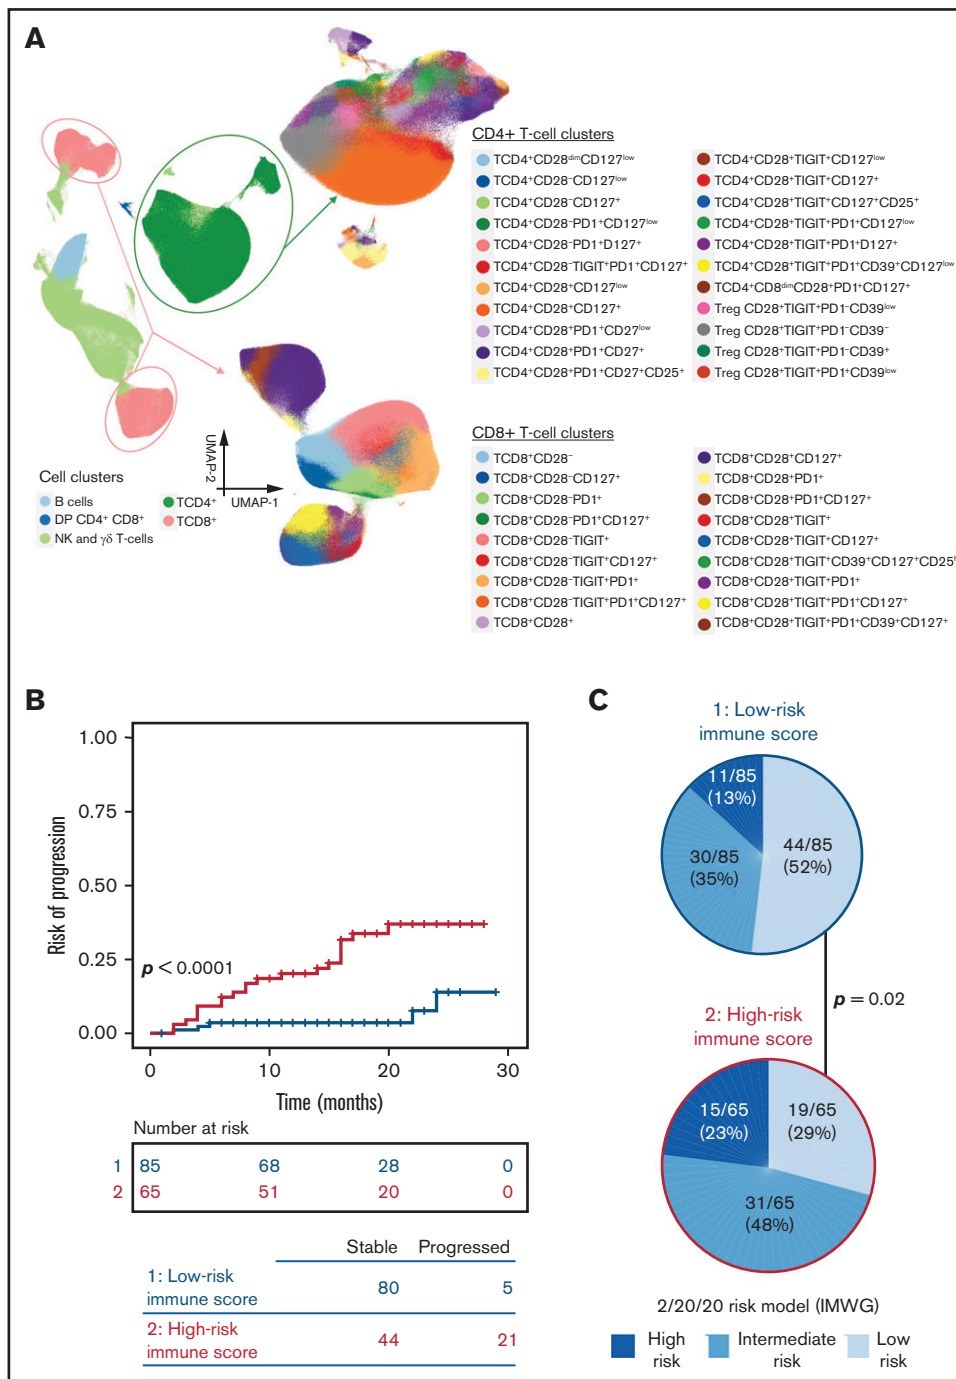 A
CD4+ T-cell clusters
TCD4⁺CD28ᵈⁱᵐCD127ˡᵒʷ
TCD4⁺CD28⁻CD127ˡᵒʷ
TCD4⁺CD28⁻CD127⁺
TCD4⁺CD28⁻PD1⁺CD127ˡᵒʷ
TCD4⁺CD28⁻PD1⁺D127⁺
TCD4⁺CD28⁻TIGIT⁺PD1⁺CD127⁺
TCD4⁺CD28⁺CD127ˡᵒʷ
TCD4⁺CD28⁺CD127⁺
TCD4⁺CD28⁺PD1⁺CD27ˡᵒʷ
TCD4⁺CD28⁺PD1⁺CD27⁺
TCD4⁺CD28⁺PD1⁺CD27⁺CD25⁺
TCD4⁺CD28⁺TIGIT⁺CD127ˡᵒʷ
TCD4⁺CD28⁺TIGIT⁺CD127⁺
TCD4⁺CD28⁺TIGIT⁺CD127⁺CD25⁺
TCD4⁺CD28⁺TIGIT⁺PD1⁺CD127ˡᵒʷ
TCD4⁺CD28⁺TIGIT⁺PD1⁺D127⁺
TCD4⁺CD28⁺TIGIT⁺PD1⁺CD39⁺CD127ˡᵒʷ
TCD4⁺CD8ᵈⁱᵐCD28⁺PD1⁺CD127⁺
Treg CD28⁺TIGIT⁺PD1⁻CD39ˡᵒʷ
Treg CD28⁺TIGIT⁺PD1⁻CD39⁻
Treg CD28⁺TIGIT⁺PD1⁻CD39⁺
Treg CD28⁺TIGIT⁺PD1⁺CD39ˡᵒʷ
CD8+ T-cell clusters
TCD8⁺CD28⁻
TCD8⁺CD28⁻CD127⁺
TCD8⁺CD28⁻PD1⁺
TCD8⁺CD28⁻PD1⁺CD127⁺
TCD8⁺CD28⁻TIGIT⁺
TCD8⁺CD28⁻TIGIT⁺CD127⁺
TCD8⁺CD28⁻TIGIT⁺PD1⁺
TCD8⁺CD28⁻TIGIT⁺PD1⁺CD127⁺
TCD8⁺CD28⁺
TCD8⁺CD28⁺CD127⁺
TCD8⁺CD28⁺PD1⁺
TCD8⁺CD28⁺PD1⁺CD127⁺
TCD8⁺CD28⁺TIGIT⁺
TCD8⁺CD28⁺TIGIT⁺CD127⁺
TCD8⁺CD28⁺TIGIT⁺CD39⁺CD127⁺CD25
TCD8⁺CD28⁺TIGIT⁺PD1⁺
TCD8⁺CD28⁺TIGIT⁺PD1⁺CD127⁺
TCD8⁺CD28⁺TIGIT⁺PD1⁺CD39⁺CD127⁺
UMAP-2
UMAP-1
Cell clusters
B cells
DP CD4⁺ CD8⁺
NK and γδ T-cells
TCD4⁺
TCD8⁺
B
Risk of progression
1.00
0.75
0.50
0.25
0.00
p < 0.0001
0 10 20 30
Time (months)
Number at risk
1 85 68 28 0
2 65 51 20 0
Stable Progressed
1: Low-risk
immune score
80 5
2: High-risk
immune score
44 21
C
1: Low-risk
immune score
11/85
(13%)
30/85
(35%)
44/85
(52%)
p = 0.02
2: High-risk
immune score
15/65
(23%)
19/65
(29%)
31/65
(48%)
2/20/20 risk model (IMWG)
High
risk
Intermediate
risk
Low
risk